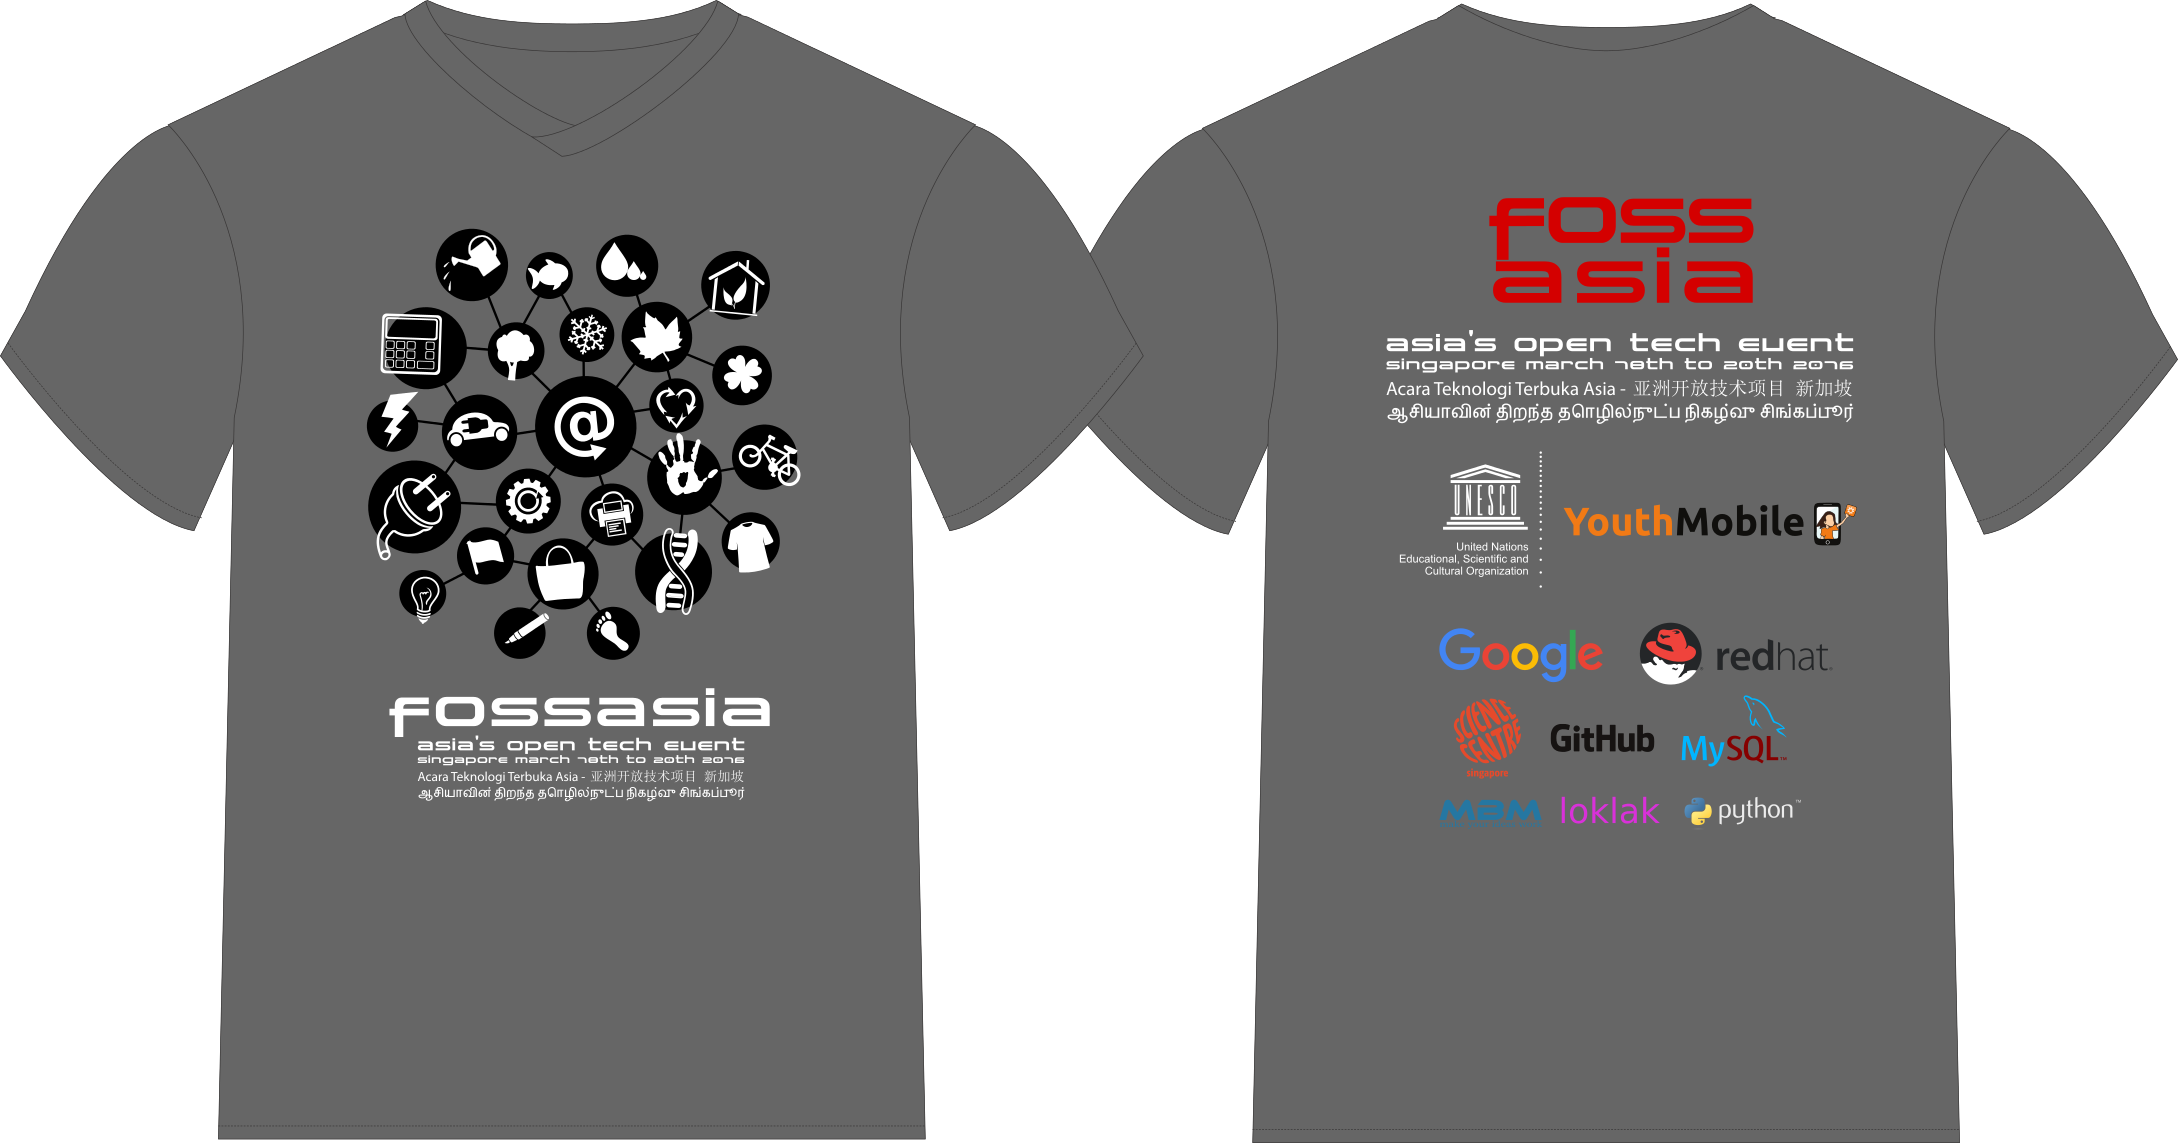 fossasia
asia's open tech event
singapore march 18th to 20th 2016
Acara Teknologi Terbuka Asia - 亚洲开放技术项目 新加坡
ஆசியாவின் திறந்த தொழில்நுட்ப நிகழ்வு சிங்கப்பூர்
foss
asia
asia's open tech event
singapore march 18th to 20th 2016
Acara Teknologi Terbuka Asia - 亚洲开放技术项目 新加坡
ஆசியாவின் திறந்த தொழில்நுட்ப நிகழ்வு சிங்கப்பூர்
UNESCO
United Nations
Educational, Scientific and
Cultural Organization
YouthMobile
Google
redhat
SCIENCE
CENTRE
singapore
GitHub
MySQL™
MBM
loklak
python™